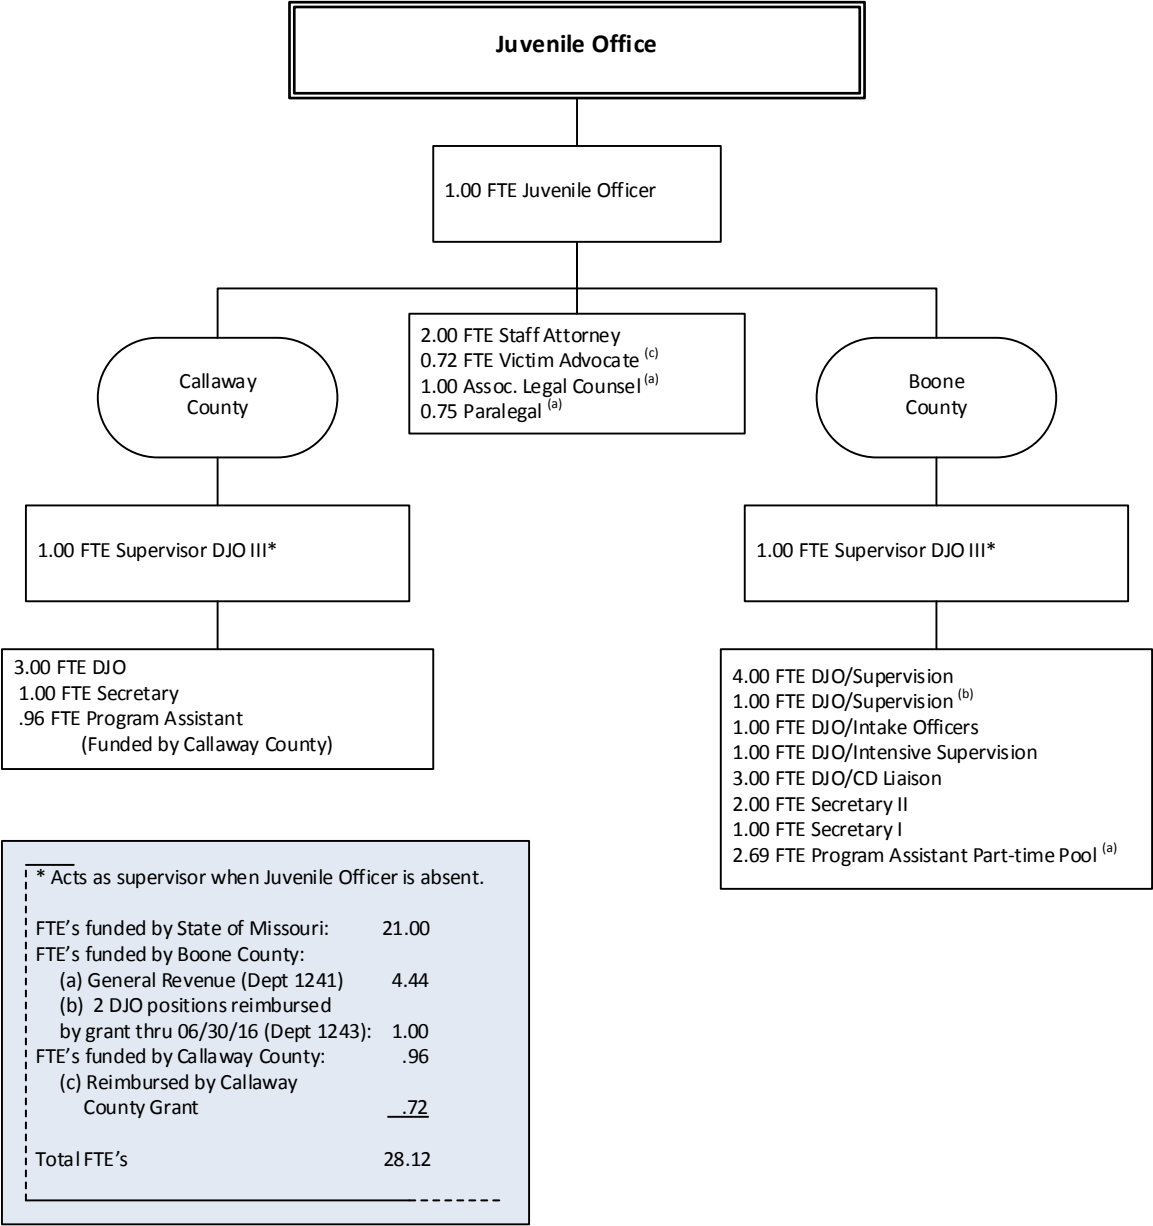 Juvenile Office
1.00 FTE Juvenile Officer
Callaway
County
2.00 FTE Staff Attorney
0.72 FTE Victim Advocate (c)
1.00 Assoc. Legal Counsel (a)
0.75 Paralegal (a)
Boone
County
1.00 FTE Supervisor DJO III*
1.00 FTE Supervisor DJO III*
3.00 FTE DJO
1.00 FTE Secretary
.96 FTE Program Assistant
(Funded by Callaway County)
4.00 FTE DJO/Supervision
1.00 FTE DJO/Supervision (b)
1.00 FTE DJO/Intake Officers
1.00 FTE DJO/Intensive Supervision
3.00 FTE DJO/CD Liaison
2.00 FTE Secretary II
1.00 FTE Secretary I
2.69 FTE Program Assistant Part-time Pool (a)
* Acts as supervisor when Juvenile Officer is absent.
FTE's funded by State of Missouri: 21.00
FTE's funded by Boone County:
(a) General Revenue (Dept 1241) 4.44
(b) 2 DJO positions reimbursed
by grant thru 06/30/16 (Dept 1243): 1.00
FTE's funded by Callaway County: .96
(c) Reimbursed by Callaway
County Grant .72
Total FTE's 28.12